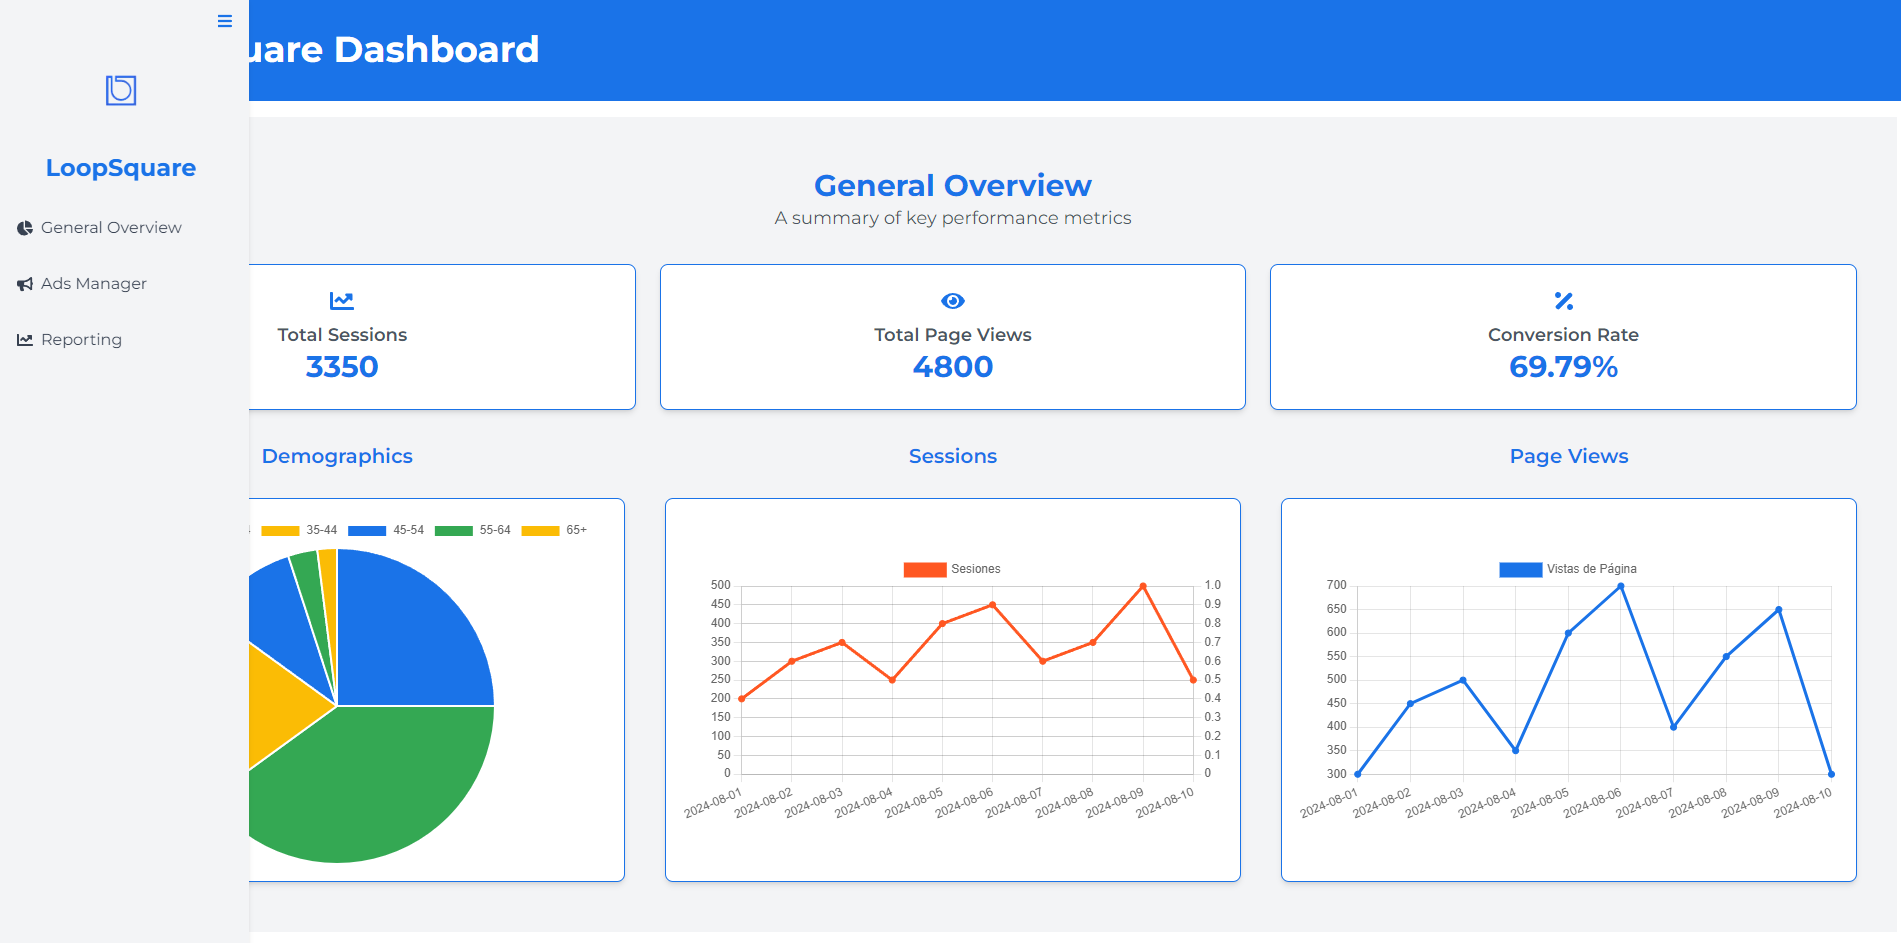 uare Dashboard
LoopSquare
General Overview
Ads Manager
Reporting
General Overview
A summary of key performance metrics
Total Sessions
3350
Total Page Views
4800
Conversion Rate
69.79%
Demographics
35-44 45-54 55-64 65+
Sessions
Sesiones
500 1.0
450 0.9
400 0.8
350 0.7
300 0.6
250 0.5
200 0.4
150 0.3
100 0.2
50 0.1
0 0
2024-08-01 2024-08-02 2024-08-03 2024-08-04 2024-08-05 2024-08-06 2024-08-07 2024-08-08 2024-08-09 2024-08-10
Page Views
Vistas de Página
700
650
600
550
500
450
400
350
300
2024-08-01 2024-08-02 2024-08-03 2024-08-04 2024-08-05 2024-08-06 2024-08-07 2024-08-08 2024-08-09 2024-08-10